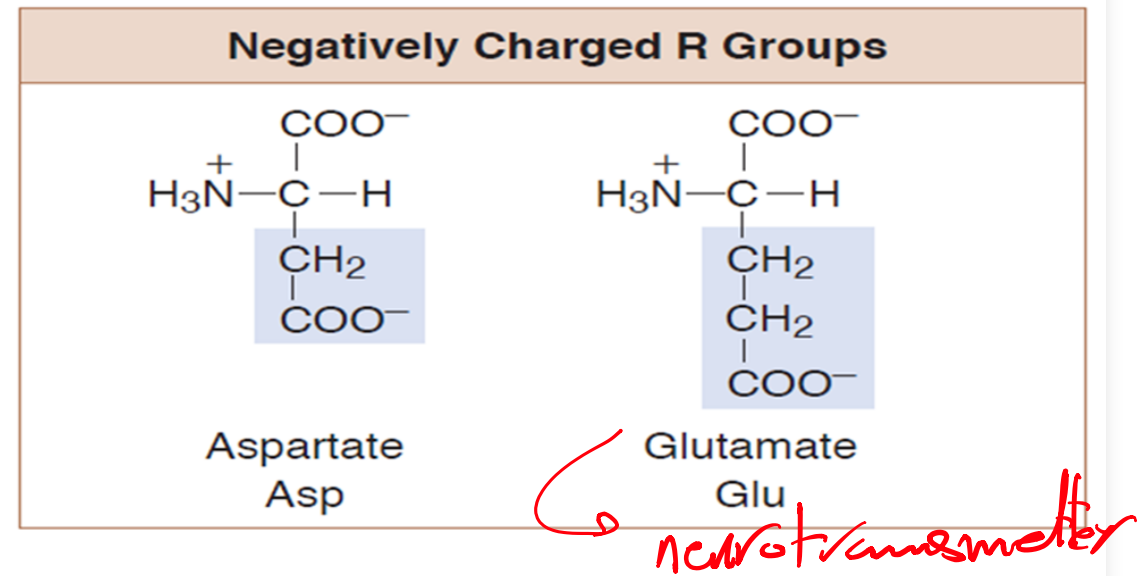 Negatively Charged R Groups
COO⁻ COO⁻
+ +
H₃N—C—H H₃N—C—H
CH₂ CH₂
COO⁻ CH₂
COO⁻
Aspartate Glutamate
Asp Glu
neurotransmetter